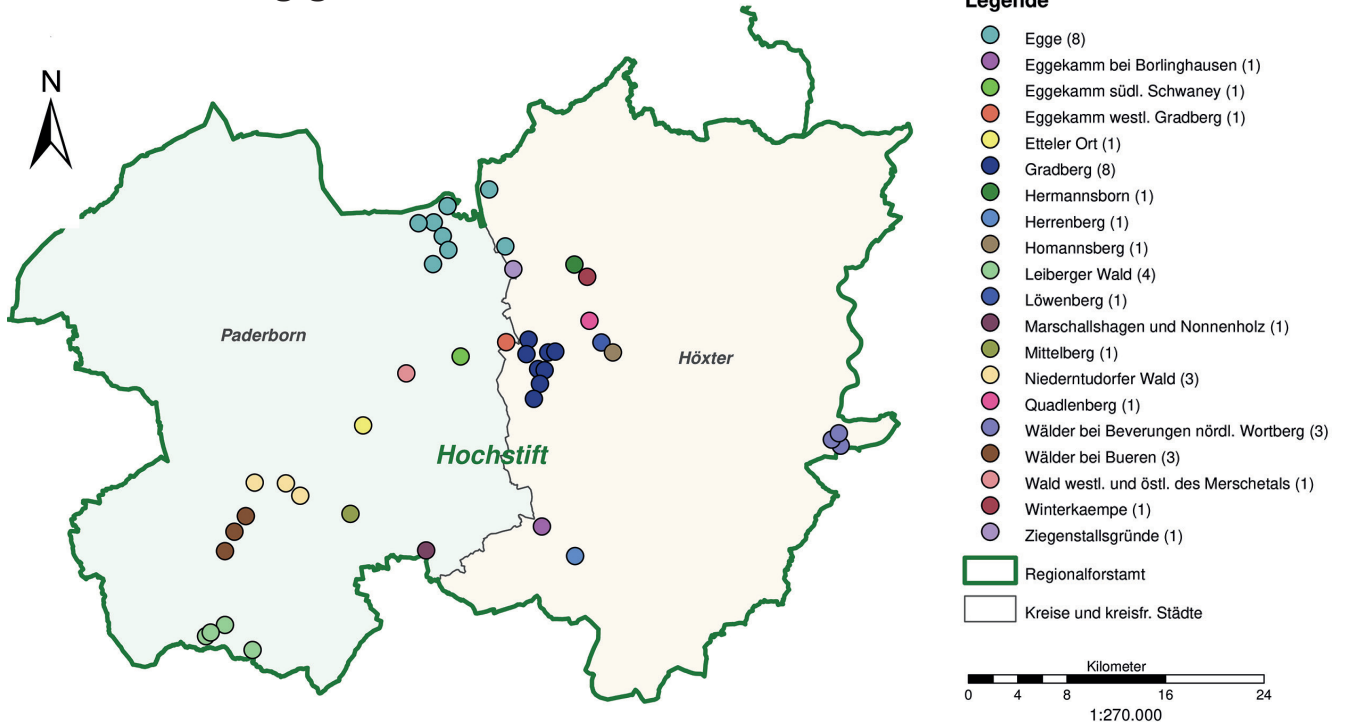 Legende
N
Egge (8)
Eggekamm bei Borlinghausen (1)
Eggekamm südl. Schwaney (1)
Eggekamm westl. Gradberg (1)
Etteler Ort (1)
Gradberg (8)
Hermannsborn (1)
Herrenberg (1)
Homannsberg (1)
Leiberger Wald (4)
Löwenberg (1)
Marschallshagen und Nonnenholz (1)
Mittelberg (1)
Niederntudorfer Wald (3)
Quadlenberg (1)
Wälder bei Beverungen nördl. Wortberg (3)
Wälder bei Bueren (3)
Wald westl. und östl. des Merschetals (1)
Winterkaempe (1)
Ziegenstallsgründe (1)
Regionalforstamt
Kreise und kreisfr. Städte
Paderborn
Höxter
Hochstift
Kilometer
0 4 8 16 24
1:270.000